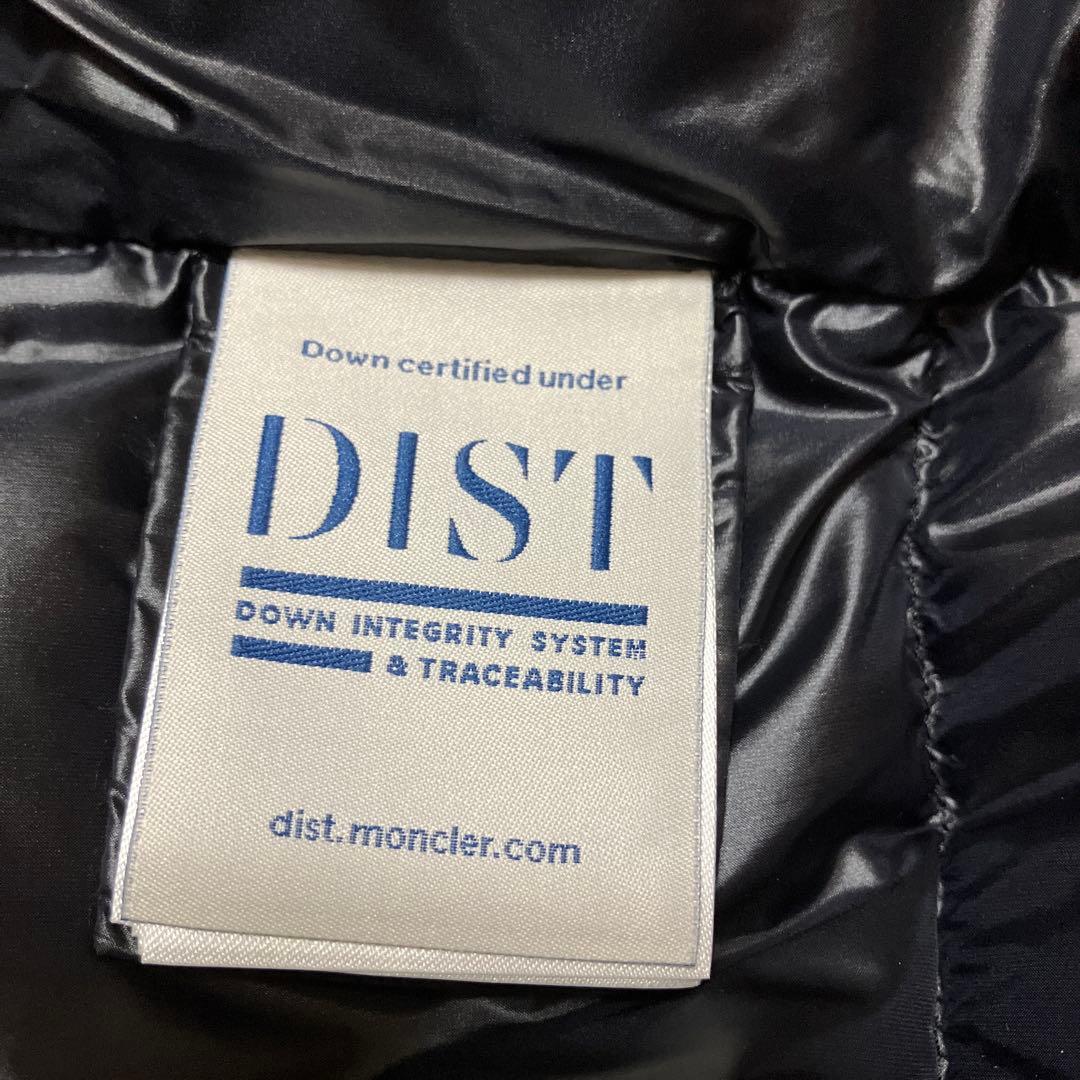 Down certified under
DIST
DOWN INTEGRITY SYSTEM
& TRACEABILITY
dist.moncler.com